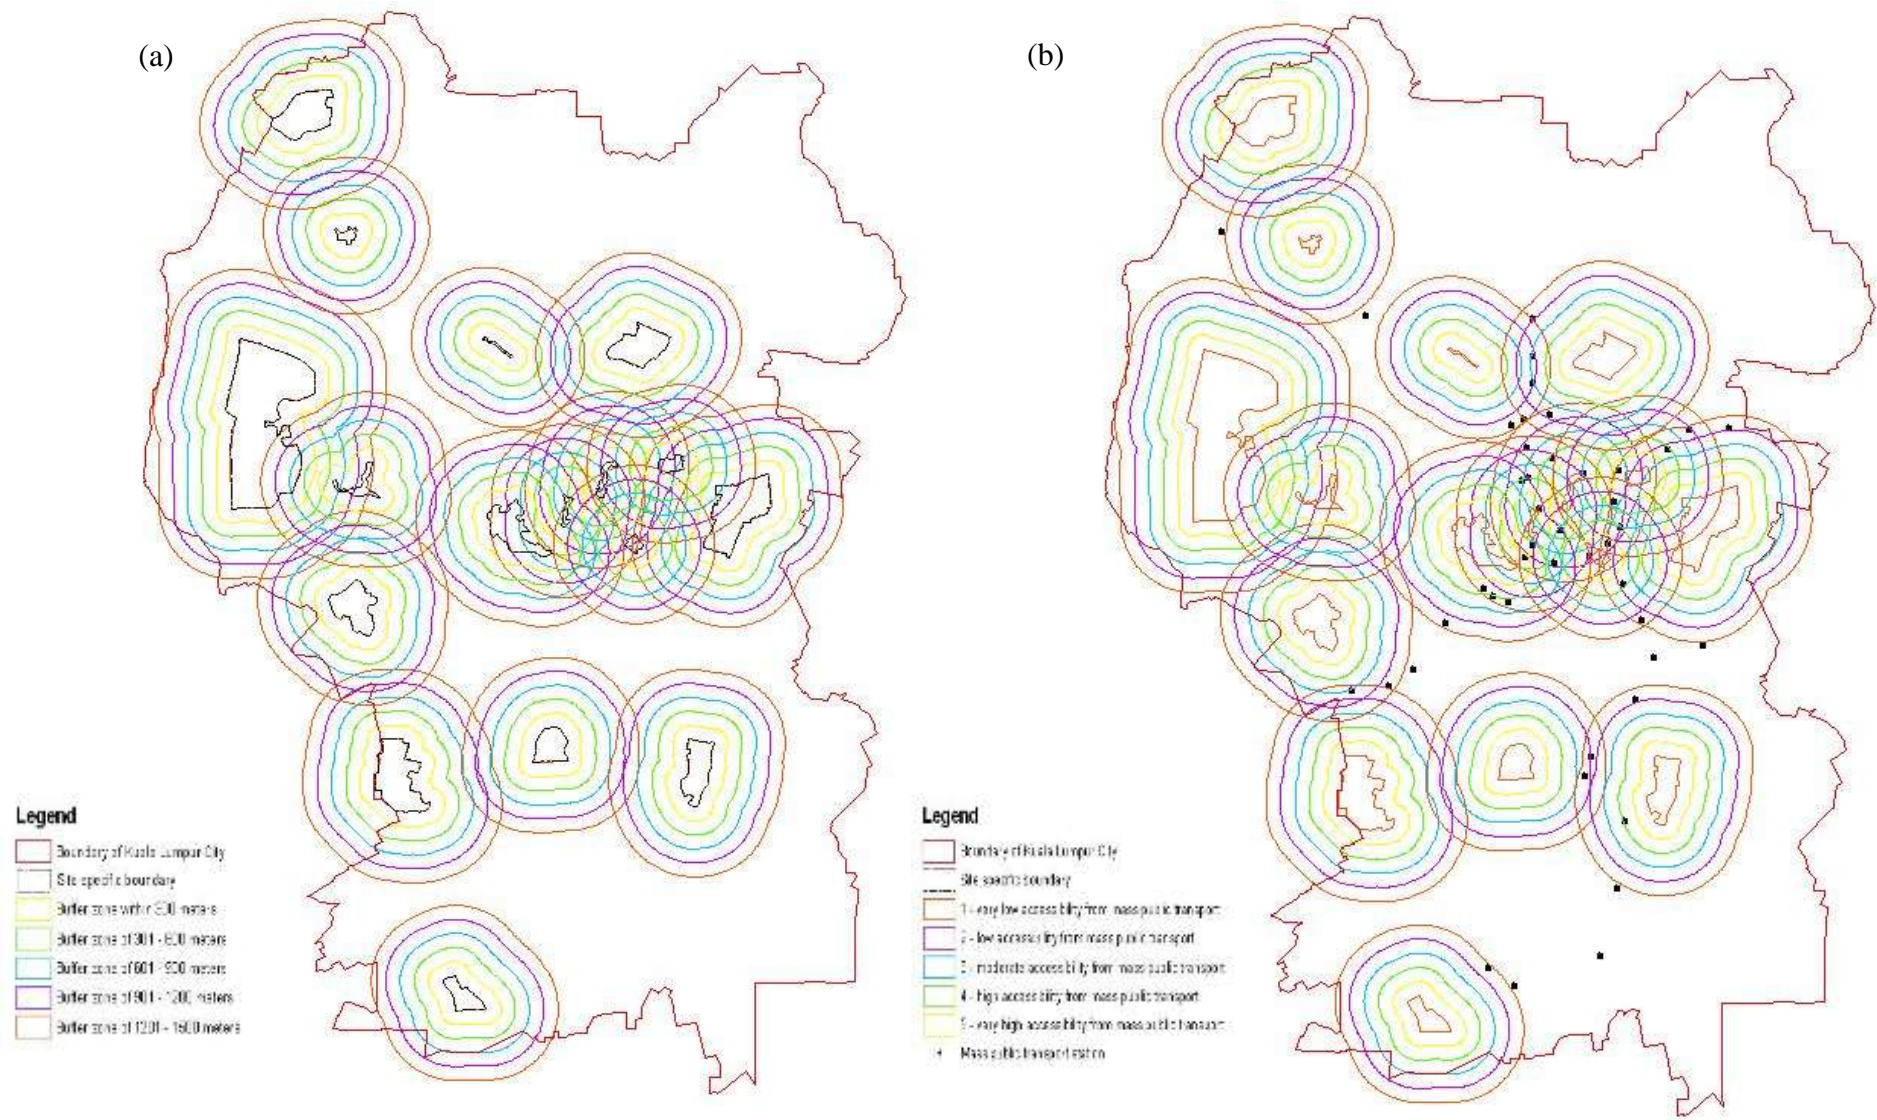 (a)
(b)
Legend
Boundary of Kuala Lumpur City
Site specific boundary
Buffer zone within 300 meters
Buffer zone of 301 - 600 meters
Buffer zone of 601 - 900 meters
Buffer zone of 901 - 1200 meters
Buffer zone of 1201 - 1500 meters
Legend
Boundary of Kuala Lumpur City
Site specific boundary
1 - very low accessibility from mass public transport
2 - low accessibility from mass public transport
3 - moderate accessibility from mass public transport
4 - high accessibility from mass public transport
5 - very high accessibility from mass public transport
Mass public transport station